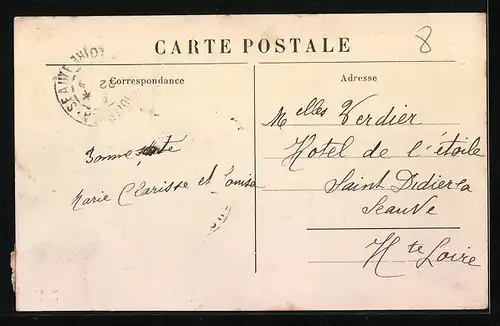 CARTE POSTALE
8
Correspondance
Adresse
Bonne
Marie Clarisse et Louisa
Melles Verdier
Hotel de l'étoile
Saint Didier la
Seauve
Hte Loire